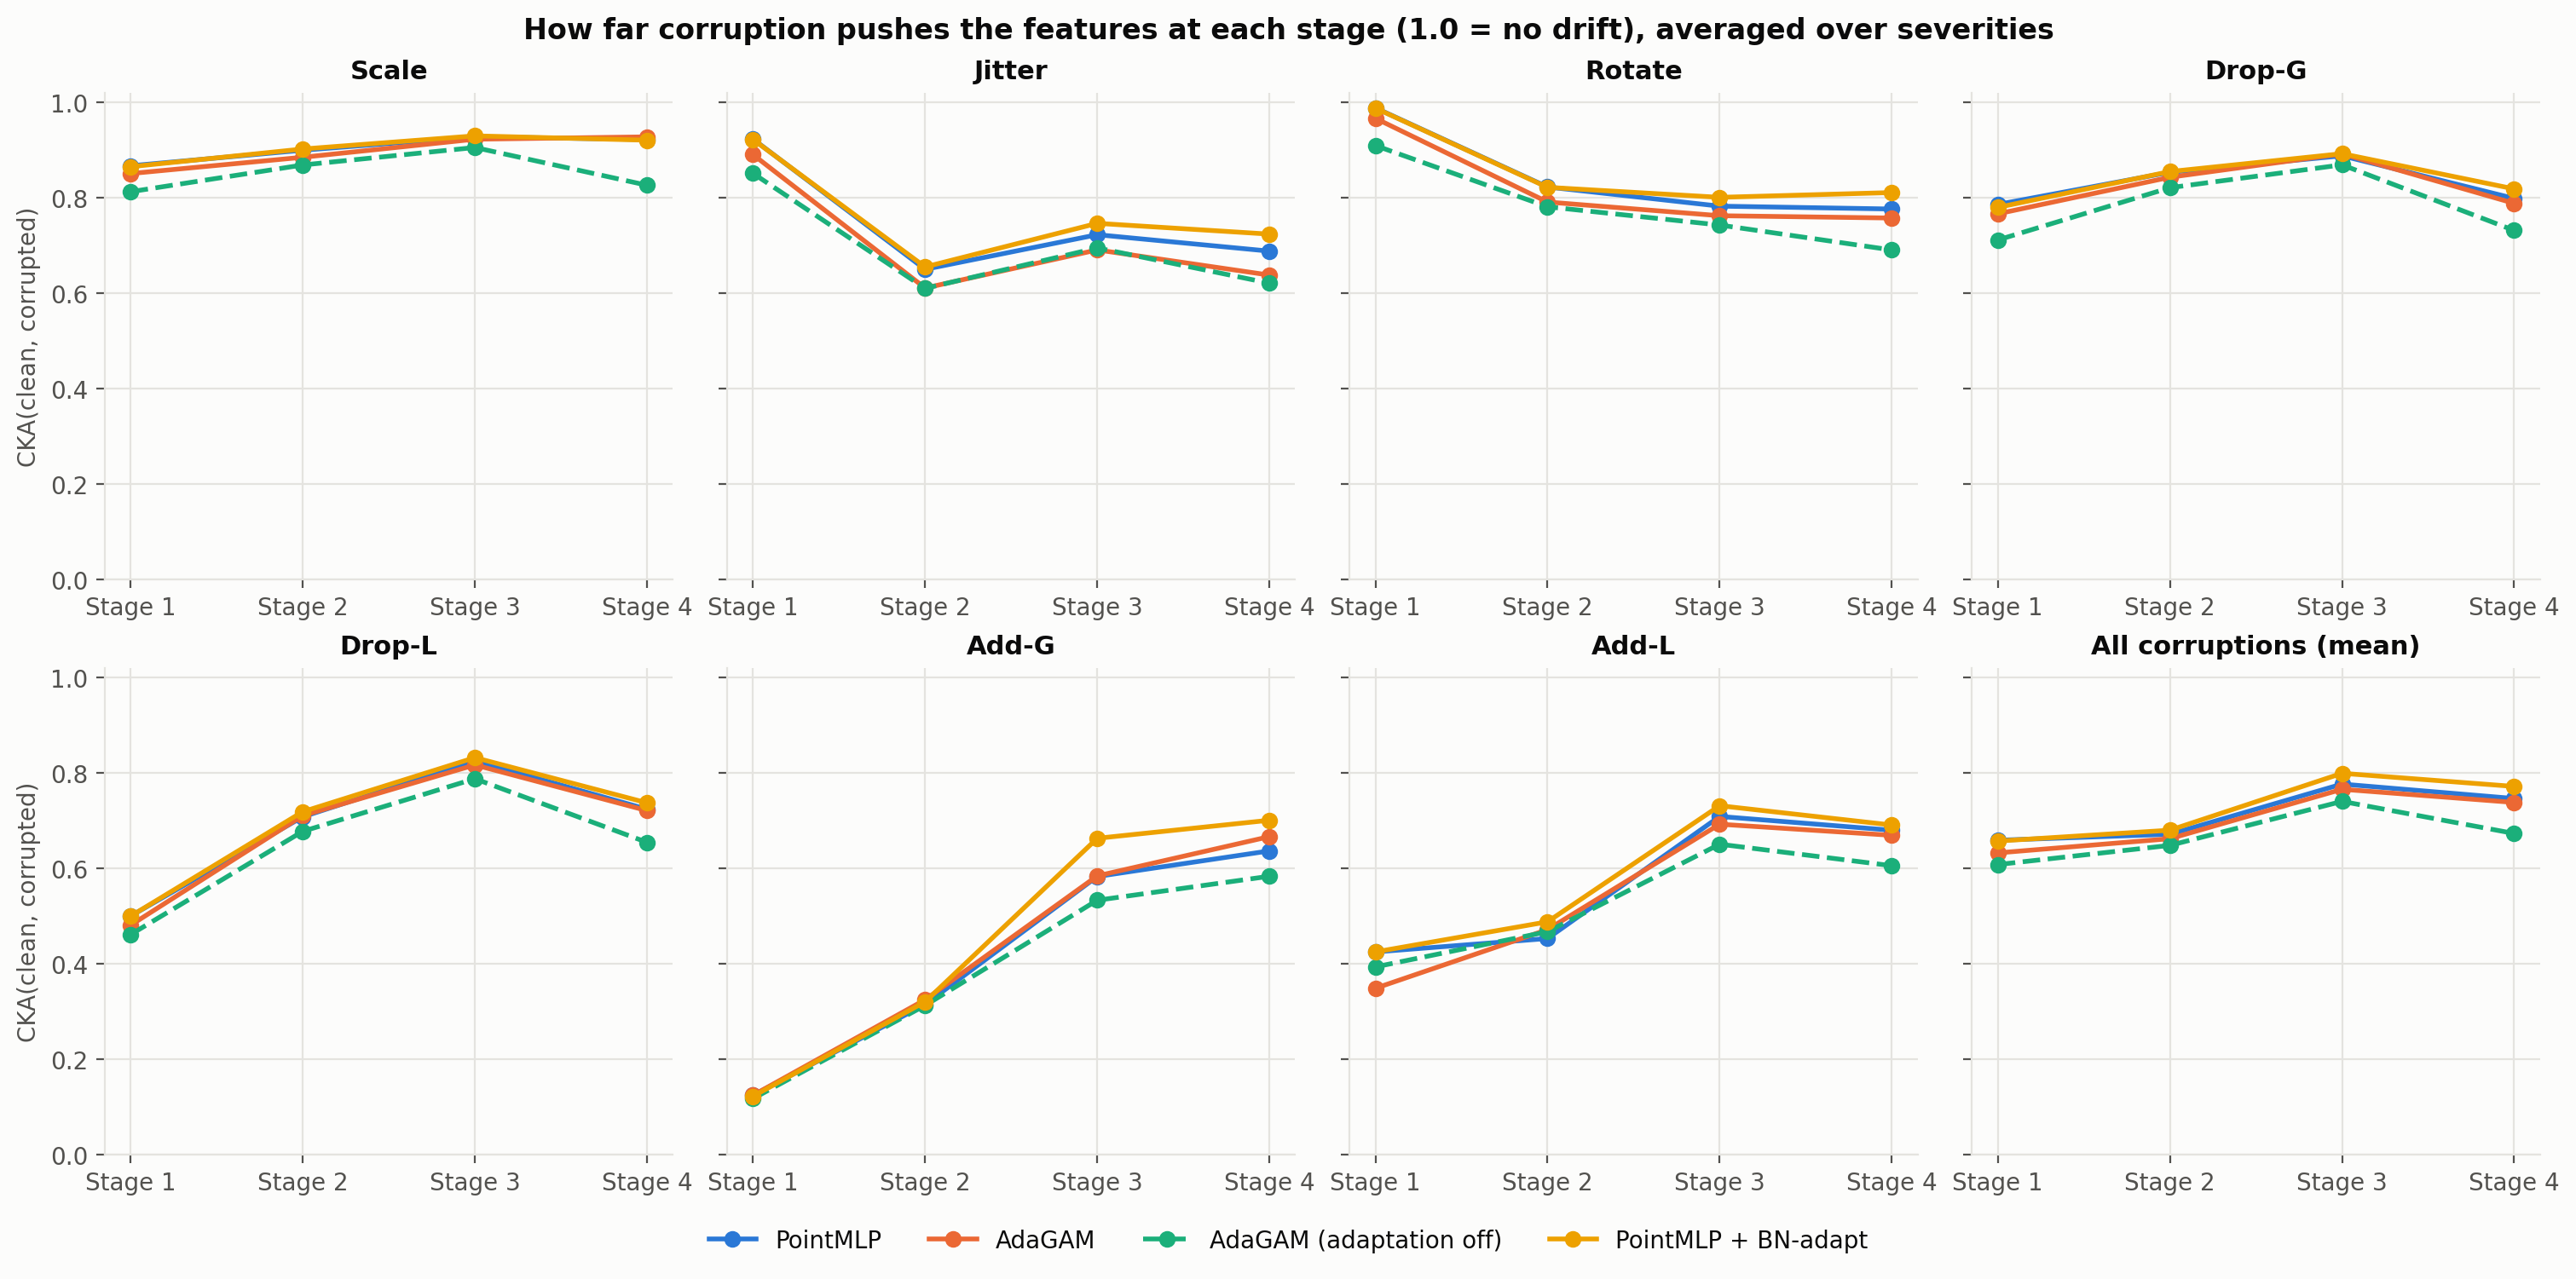 How far corruption pushes the features at each stage (1.0 = no drift), averaged over severities
Scale
Jitter
Rotate
Drop-G
CKA(clean, corrupted)
1.0
0.8
0.6
0.4
0.2
0.0
Stage 1 Stage 2 Stage 3 Stage 4
Stage 1 Stage 2 Stage 3 Stage 4
Stage 1 Stage 2 Stage 3 Stage 4
Stage 1 Stage 2 Stage 3 Stage 4
Drop-L
Add-G
Add-L
All corruptions (mean)
CKA(clean, corrupted)
1.0
0.8
0.6
0.4
0.2
0.0
Stage 1 Stage 2 Stage 3 Stage 4
Stage 1 Stage 2 Stage 3 Stage 4
Stage 1 Stage 2 Stage 3 Stage 4
Stage 1 Stage 2 Stage 3 Stage 4
PointMLP
AdaGAM
AdaGAM (adaptation off)
PointMLP + BN-adapt